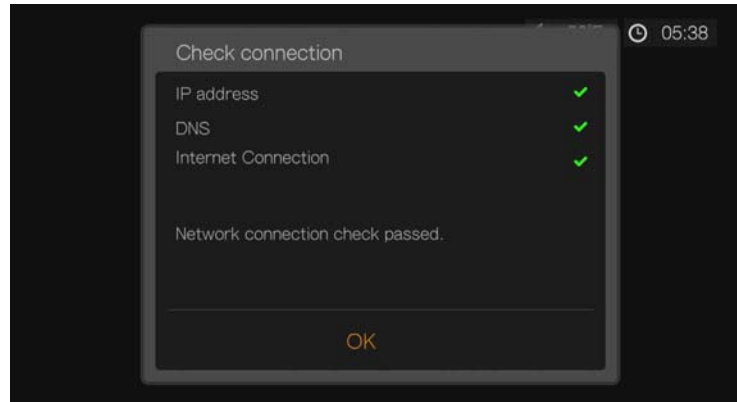 05:38
Check connection
IP address
DNS
Internet Connection
Network connection check passed.
OK